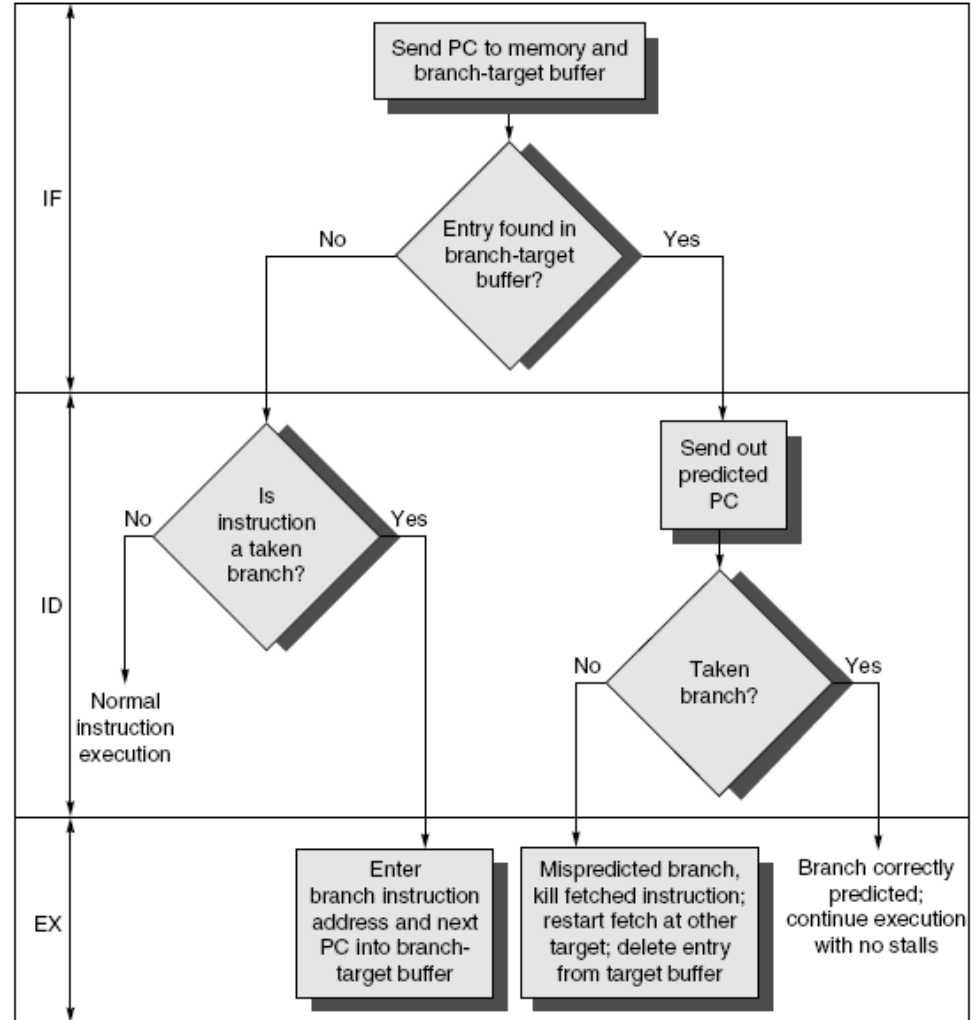 Send PC to memory and
branch-target buffer
IF
Entry found in
branch-target
buffer?
No
Yes
Send out
predicted
PC
Is
instruction
a taken
branch?
No
Yes
ID
Taken
branch?
No
Yes
Normal
instruction
execution
EX
Enter
branch instruction
address and next
PC into branch-
target buffer
Mispredicted branch,
kill fetched instruction;
restart fetch at other
target; delete entry
from target buffer
Branch correctly
predicted;
continue execution
with no stalls